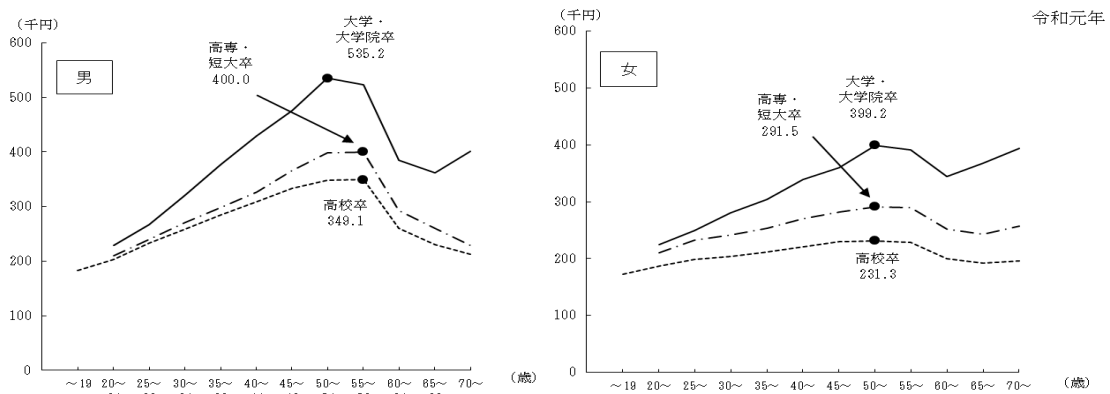 令和元年
(千円)
男
600
500
400
300
200
100
0
大学・
大学院卒
535.2
高専・
短大卒
400.0
高校卒
349.1
~19 20~ 25~ 30~ 35~ 40~ 45~ 50~ 55~ 60~ 65~ 70~
(歳)
(千円)
女
600
500
400
300
200
100
0
大学・
大学院卒
399.2
高専・
短大卒
291.5
高校卒
231.3
~19 20~ 25~ 30~ 35~ 40~ 45~ 50~ 55~ 60~ 65~ 70~
(歳)